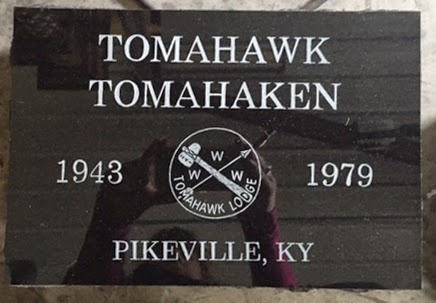 TOMAHAWK
TOMAHAKEN
1943 1979
W
W W
TOMAHAWK LODGE
PIKEVILLE, KY